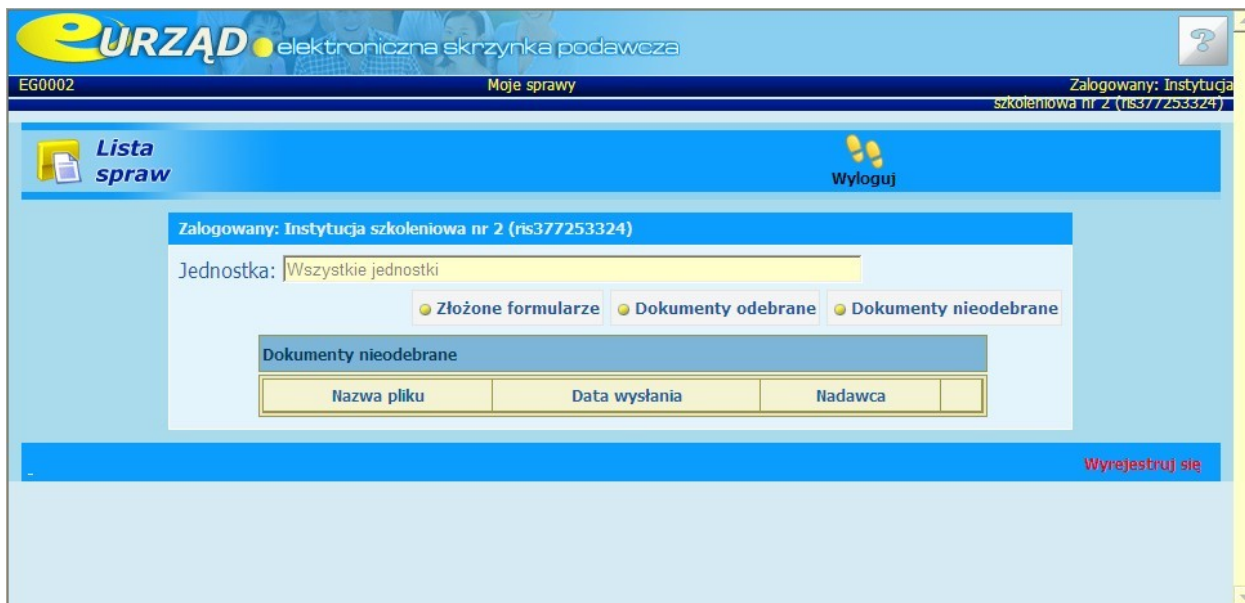 eURZĄD elektroniczna skrzynka podawcza
?
EG0002 Moje sprawy Zalogowany: Instytucja
szkoleniowa nr 2 (ris377253324)
Lista
spraw
Wyloguj
Zalogowany: Instytucja szkoleniowa nr 2 (ris377253324)
Jednostka: Wszystkie jednostki
Złożone formularze Dokumenty odebrane Dokumenty nieodebrane
Dokumenty nieodebrane
Nazwa pliku Data wysłania Nadawca
- Wyrejestruj się